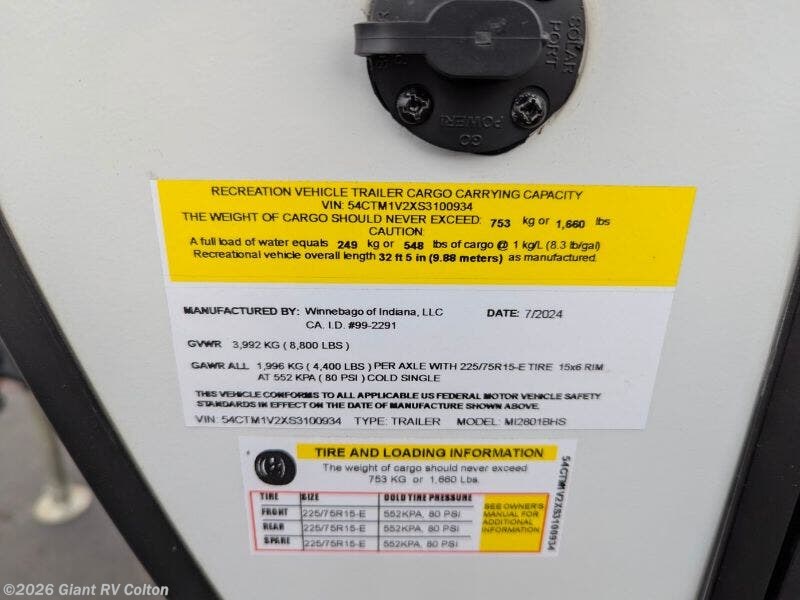 SOLAR
PORT
GO
POWER!
RECREATION VEHICLE TRAILER CARGO CARRYING CAPACITY
VIN: 54CTM1V2XS3100934
THE WEIGHT OF CARGO SHOULD NEVER EXCEED: 753 kg or 1,660 lbs
CAUTION:
A full load of water equals 249 kg or 548 lbs of cargo @ 1 kg/L (8.3 lb/gal)
Recreational vehicle overall length 32 ft 5 in (9.88 meters) as manufactured.
MANUFACTURED BY: Winnebago of Indiana, LLC DATE: 7/2024
CA. I.D. #99-2291
GVWR 3,992 KG ( 8,800 LBS )
GAWR ALL 1,996 KG ( 4,400 LBS ) PER AXLE WITH 225/75R15-E TIRE 15x6 RIM
AT 552 KPA ( 80 PSI ) COLD SINGLE
THIS VEHICLE CONFORMS TO ALL APPLICABLE US FEDERAL MOTOR VEHICLE SAFETY
STANDARDS IN EFFECT ON THE DATE OF MANUFACTURE SHOWN ABOVE.
VIN: 54CTM1V2XS3100934 TYPE: TRAILER MODEL: MI2801BHS
TIRE AND LOADING INFORMATION
The weight of cargo should never exceed
753 KG or 1,660 Lbs.
TIRE SIZE COLD TIRE PRESSURE
FRONT 225/75R15-E 552KPA, 80 PSI
REAR 225/75R15-E 552KPA, 80 PSI
SPARE 225/75R15-E 552KPA, 80 PSI
SEE OWNER'S
MANUAL FOR
ADDITIONAL
INFORMATION
54CTM1V2XS3100934
©2026 Giant RV Colton